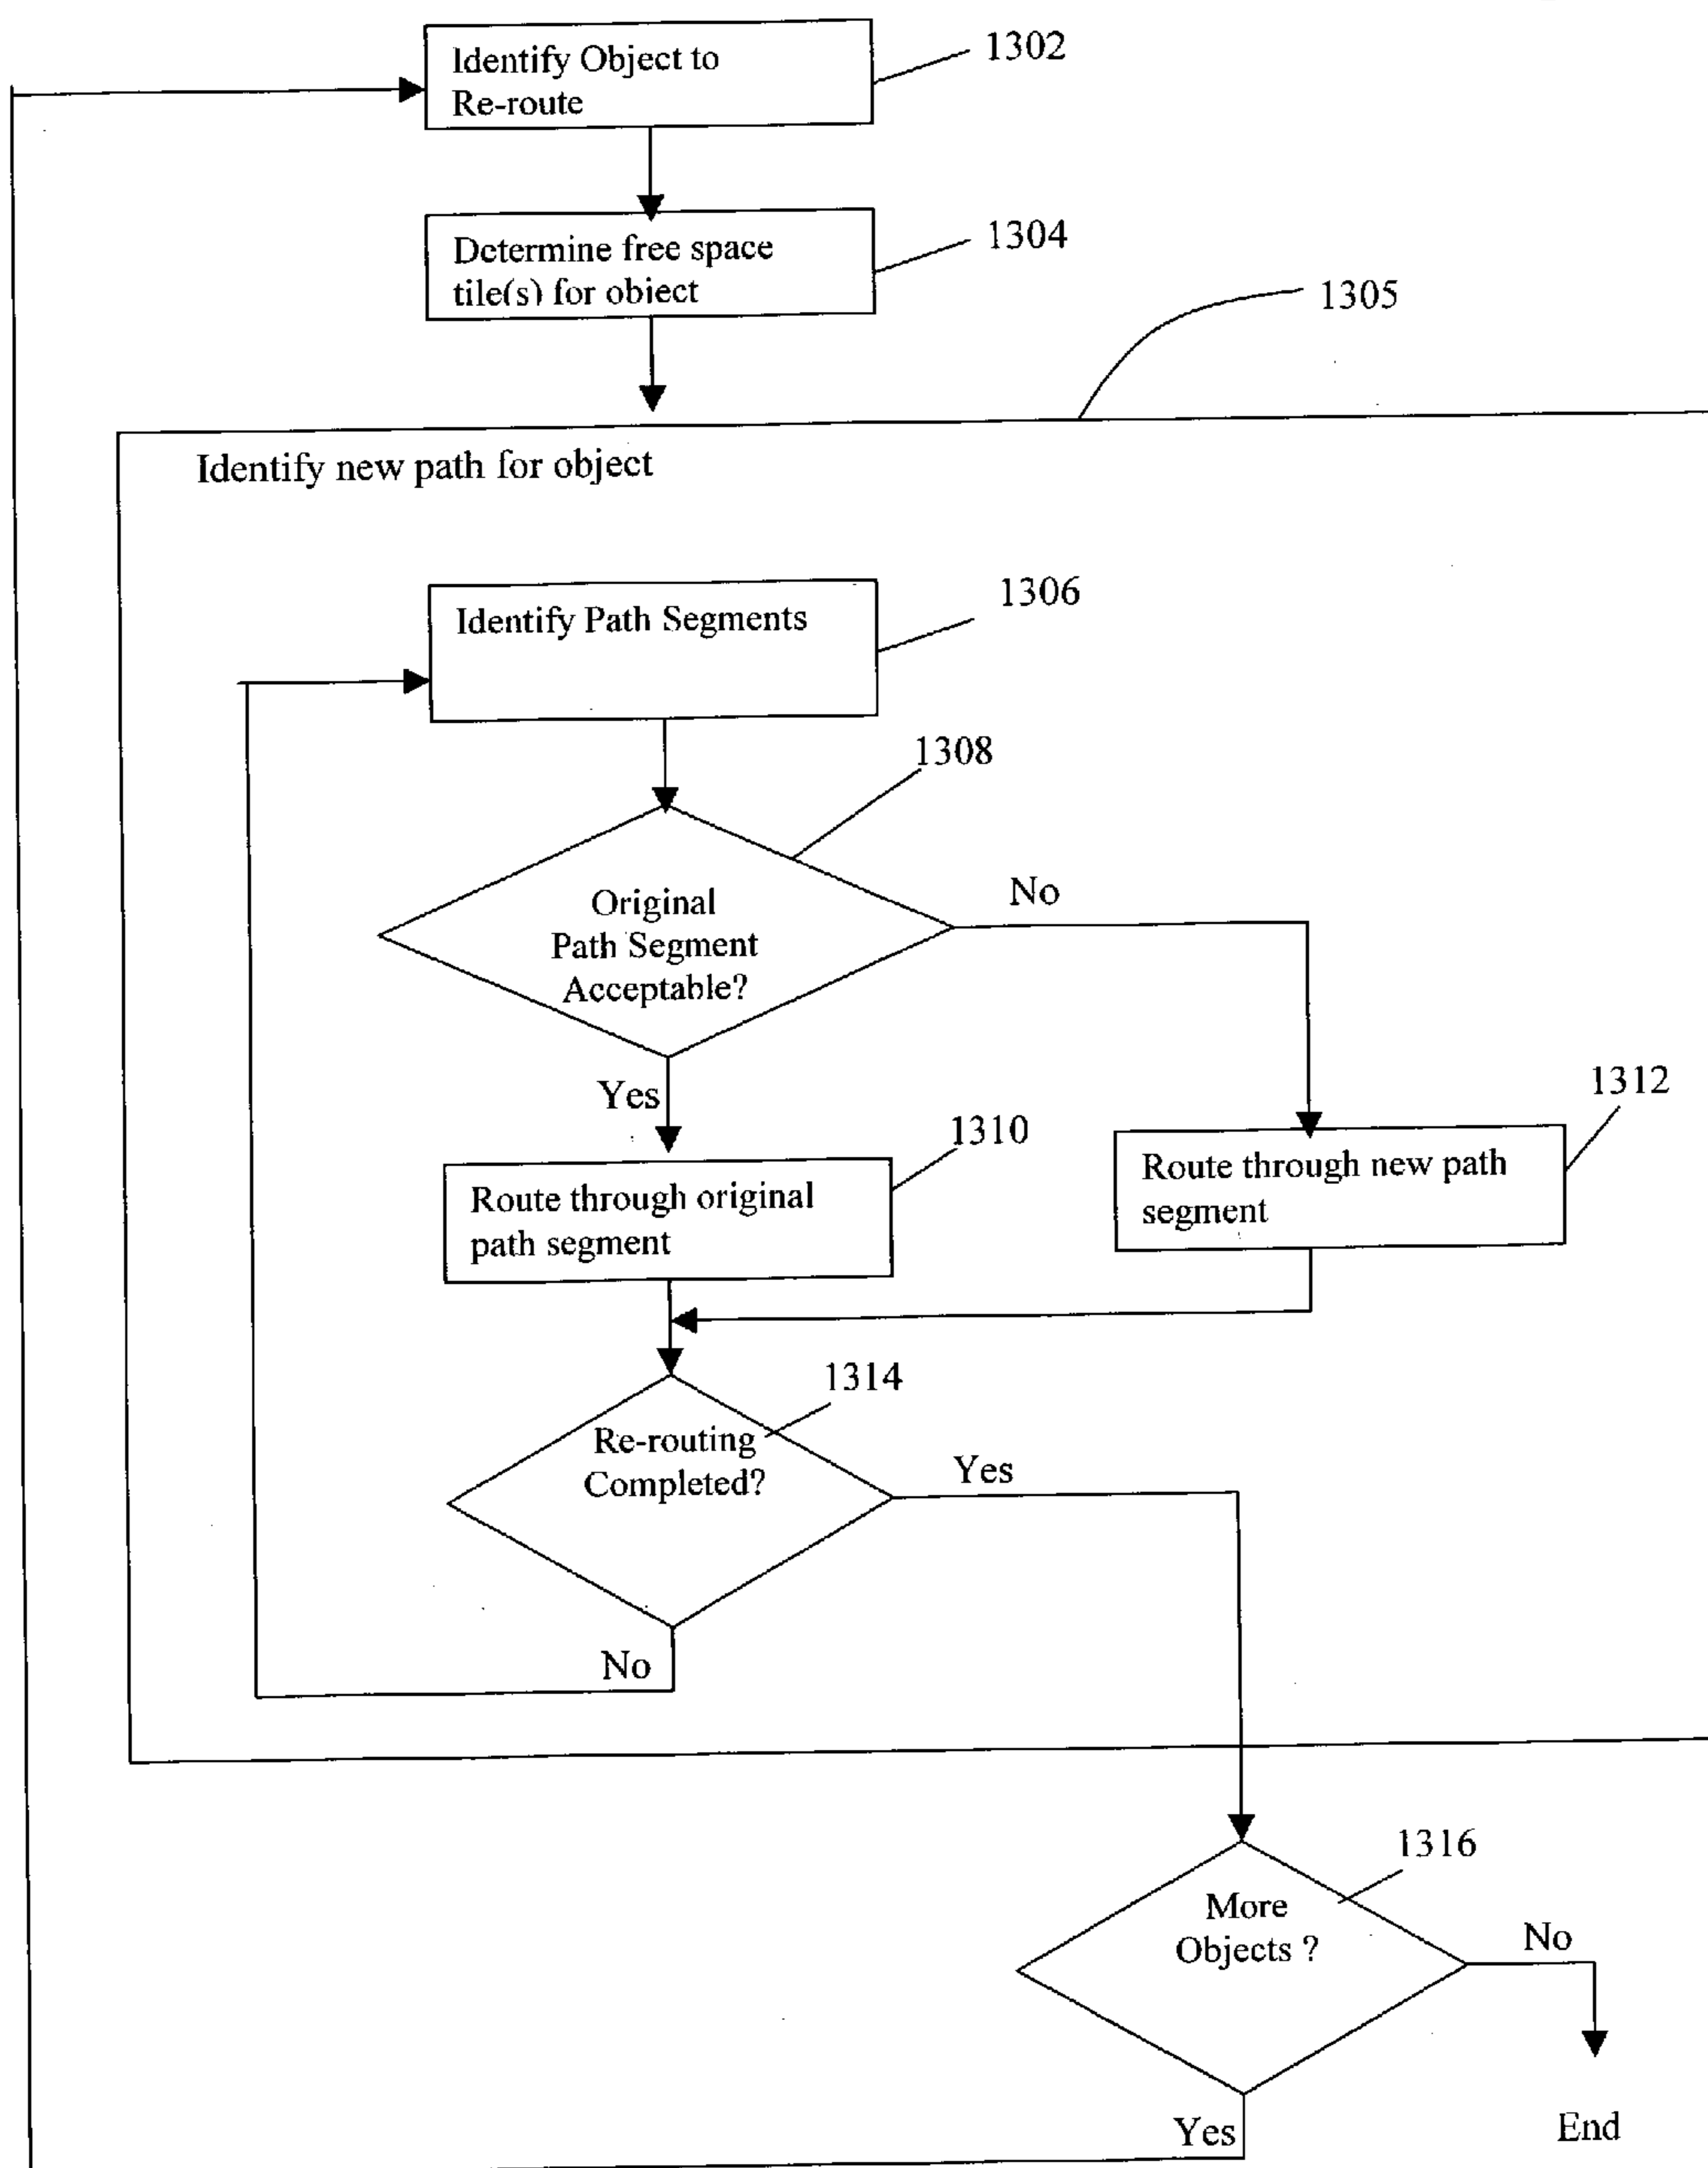 Identify Object to
Re-route
1302
Determine free space
tile(s) for object
1304
1305
Identify new path for object
Identify Path Segments
1306
1308
Original
Path Segment
Acceptable?
No
Yes
1310
1312
Route through original
path segment
Route through new path
segment
1314
Re-routing
Completed?
Yes
No
1316
More
Objects ?
No
Yes
End